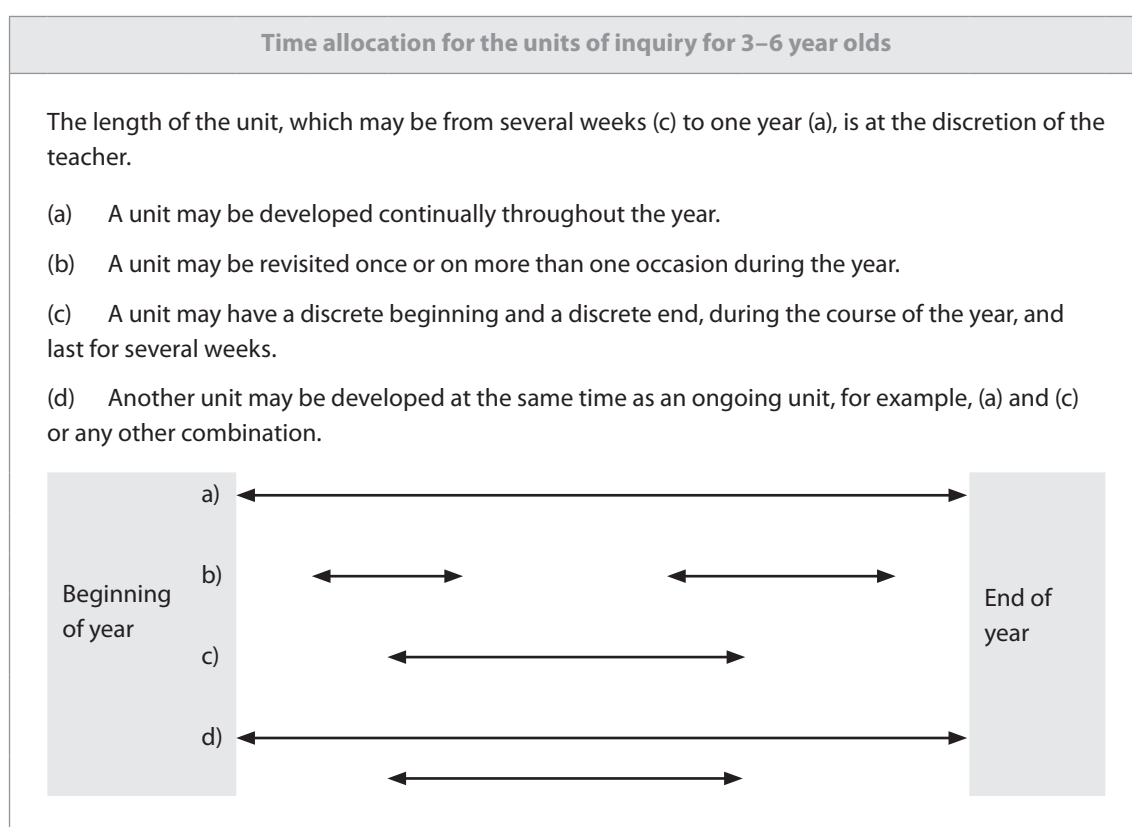 Time allocation for the units of inquiry for 3–6 year olds
The length of the unit, which may be from several weeks (c) to one year (a), is at the discretion of the
teacher.
(a) A unit may be developed continually throughout the year.
(b) A unit may be revisited once or on more than one occasion during the year.
(c) A unit may have a discrete beginning and a discrete end, during the course of the year, and
last for several weeks.
(d) Another unit may be developed at the same time as an ongoing unit, for example, (a) and (c)
or any other combination.
a)
b)
Beginning
of year
End of
year
c)
d)